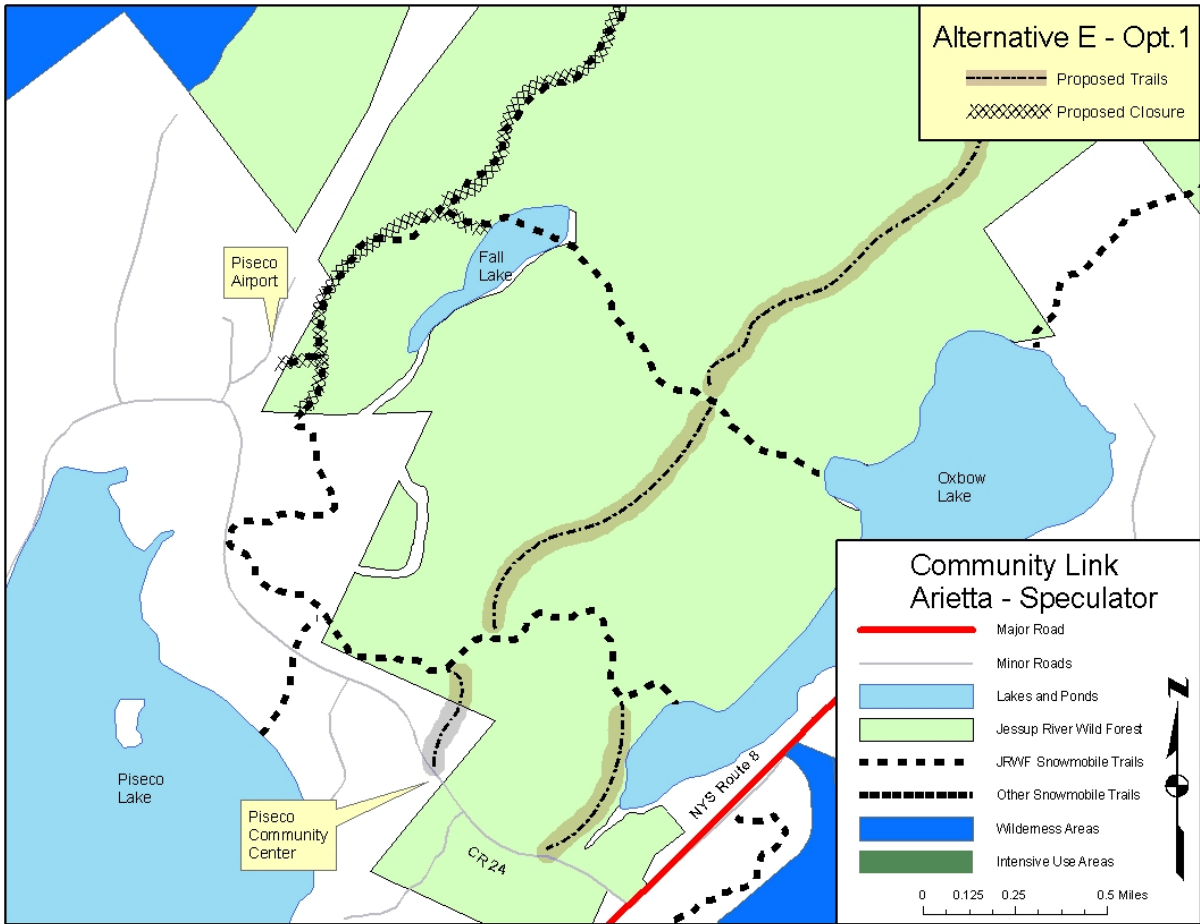 Alternative E - Opt.1
Proposed Trails
Proposed Closure
Piseco
Airport
Fall
Lake
Oxbow
Lake
Piseco
Lake
Piseco
Community
Center
CR 24
NYS Route 8
Community Link
Arietta - Speculator
Major Road
Minor Roads
Lakes and Ponds
Jessup River Wild Forest
JRWF Snowmobile Trails
Other Snowmobile Trails
Wilderness Areas
Intensive Use Areas
N
0 0.125 0.25 0.5 Miles